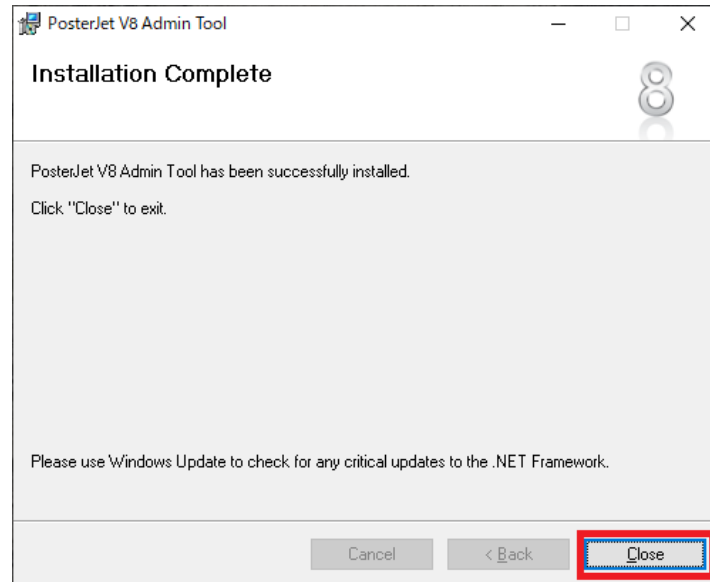 PosterJet V8 Admin Tool
Installation Complete
8
PosterJet V8 Admin Tool has been successfully installed.
Click "Close" to exit.
Please use Windows Update to check for any critical updates to the .NET Framework.
Cancel
< Back
Close